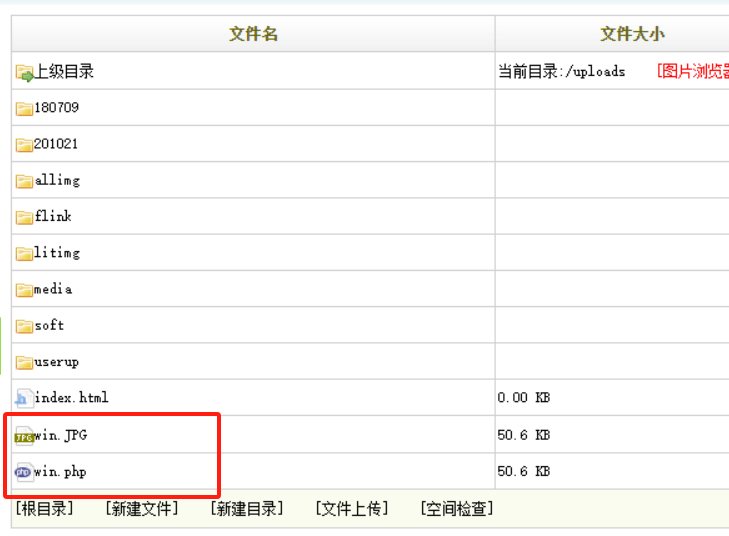 文件名 文件大小
上级目录 当前目录:/uploads [图片浏览器
180709
201021
allimg
flink
litimg
media
soft
userup
index.html 0.00 KB
win.JPG 50.6 KB
win.php 50.6 KB
[根目录] [新建文件] [新建目录] [文件上传] [空间检查]